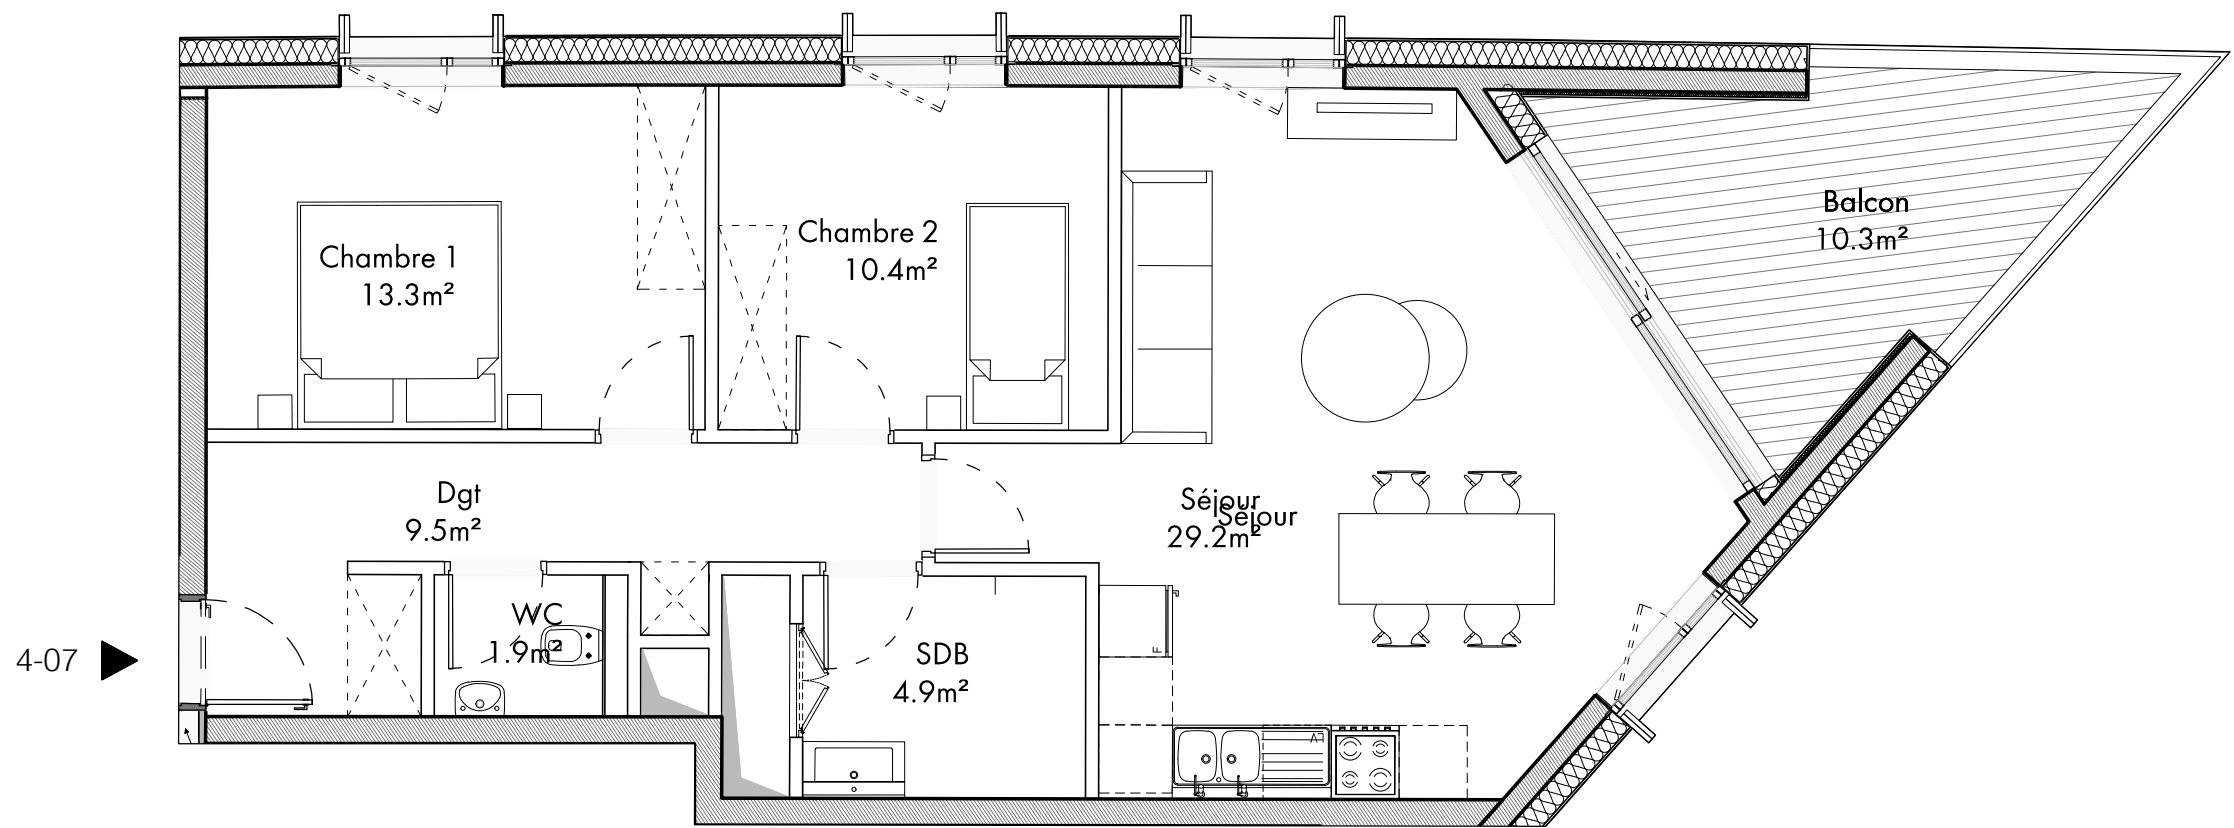 Balcon
10.3m²
Chambre 2
10.4m²
Chambre 1
13.3m²
Dgt
9.5m²
Séjour
29.2m²
Séjour
WC
1.9m²
4-07
SDB
4.9m²
F
LV